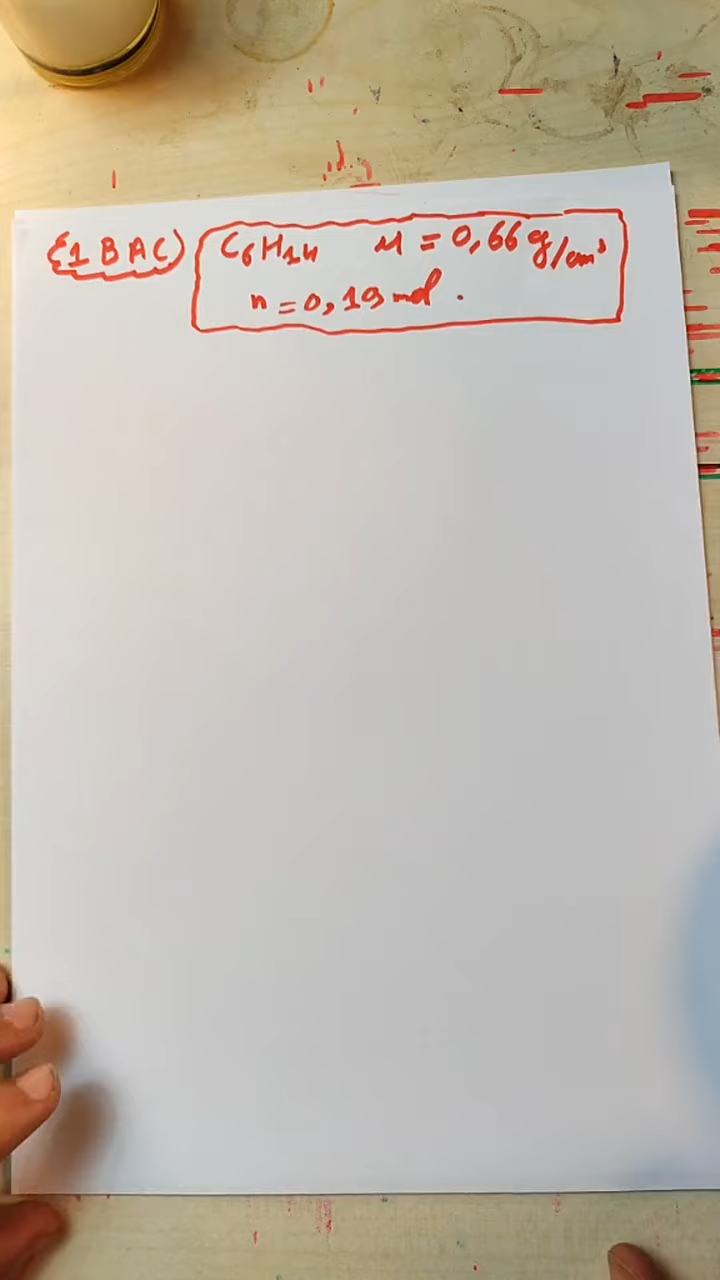 {1 BAC) C₆H₁₄ μ = 0,66 g/cm³
n = 0,19 mol.